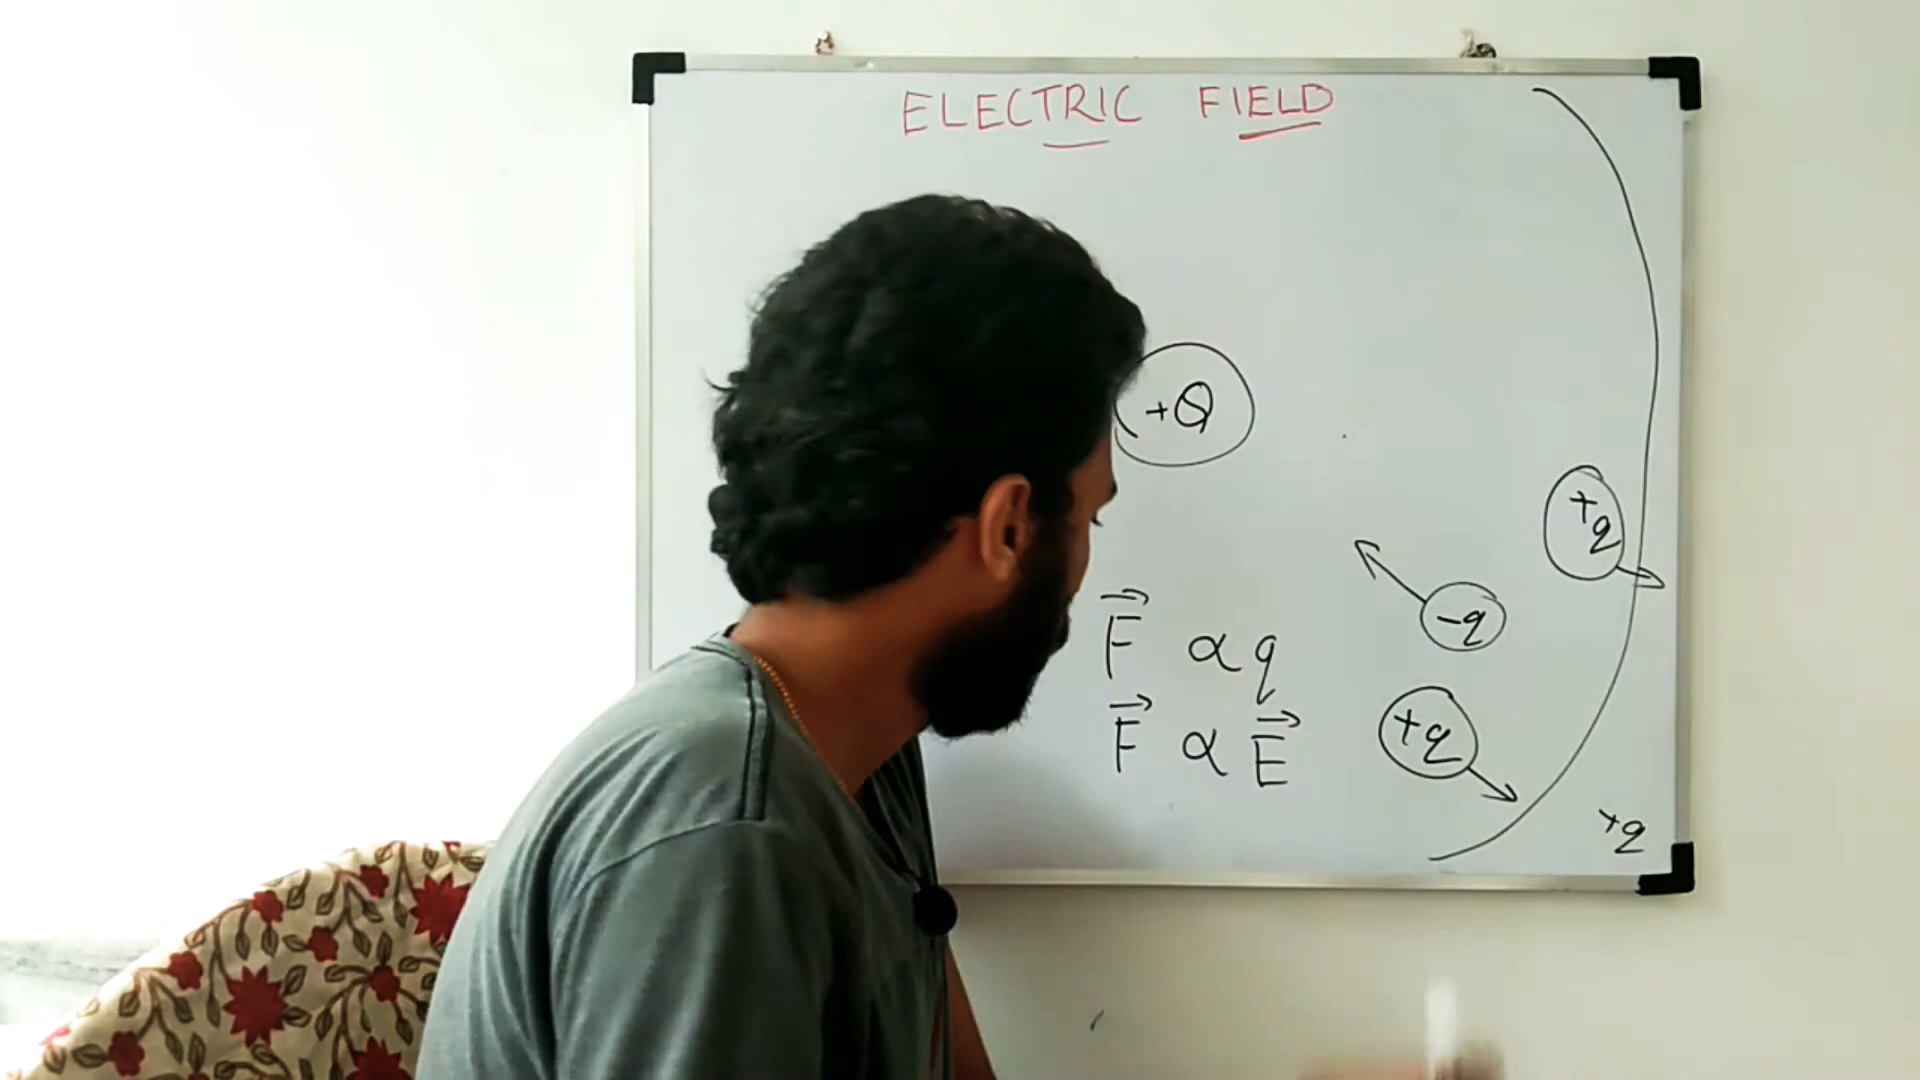 ELECTRIC FIELD
+Q
+q
-q
F⃗ ∝ q
F⃗ ∝ E⃗
+q
+q